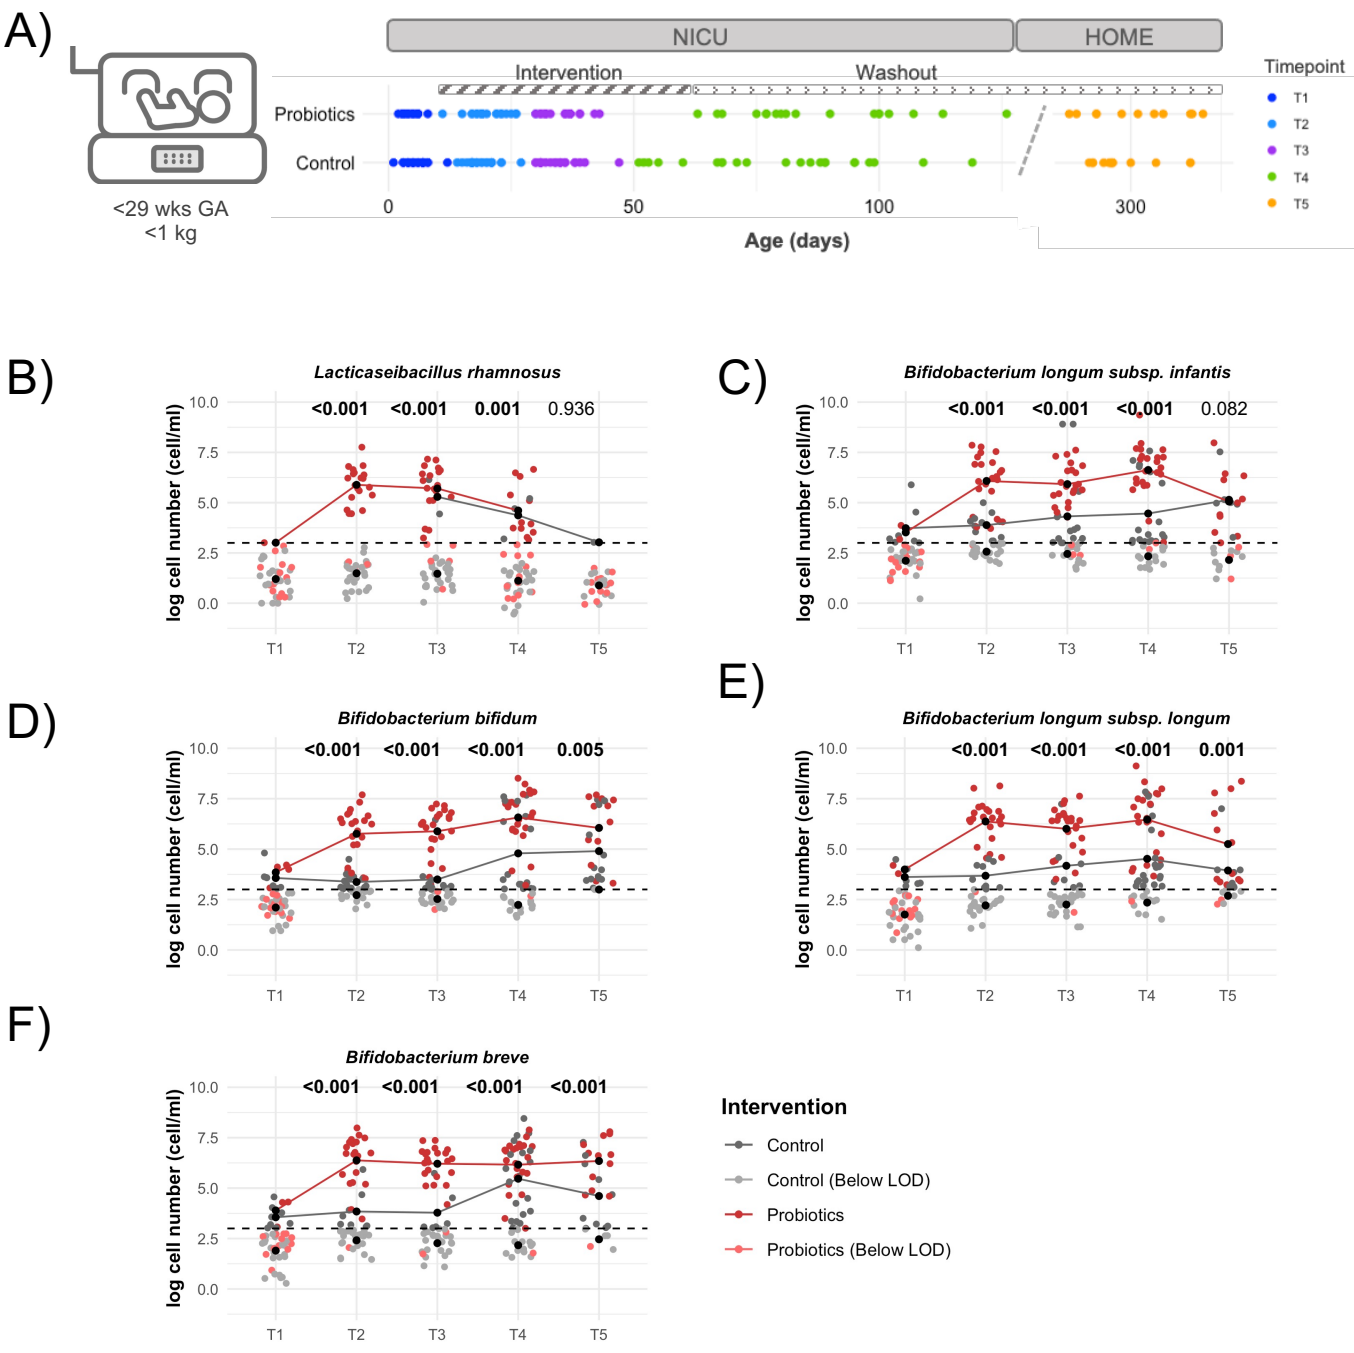 A)
NICU
HOME
Intervention
Washout
Timepoint
Probiotics
Control
T1
T2
T3
T4
T5
<29 wks GA
<1 kg
0
50
100
300
Age (days)
B)
Lacticaseibacillus rhamnosus
<0.001
<0.001
0.001
0.936
log cell number (cell/ml)
10.0
7.5
5.0
2.5
0.0
T1
T2
T3
T4
T5
C)
Bifidobacterium longum subsp. infantis
<0.001
<0.001
<0.001
0.082
log cell number (cell/ml)
10.0
7.5
5.0
2.5
0.0
T1
T2
T3
T4
T5
D)
Bifidobacterium bifidum
<0.001
<0.001
<0.001
0.005
log cell number (cell/ml)
10.0
7.5
5.0
2.5
0.0
T1
T2
T3
T4
T5
E)
Bifidobacterium longum subsp. longum
<0.001
<0.001
<0.001
0.001
log cell number (cell/ml)
10.0
7.5
5.0
2.5
0.0
T1
T2
T3
T4
T5
F)
Bifidobacterium breve
<0.001
<0.001
<0.001
<0.001
log cell number (cell/ml)
10.0
7.5
5.0
2.5
0.0
T1
T2
T3
T4
T5
Intervention
Control
Control (Below LOD)
Probiotics
Probiotics (Below LOD)